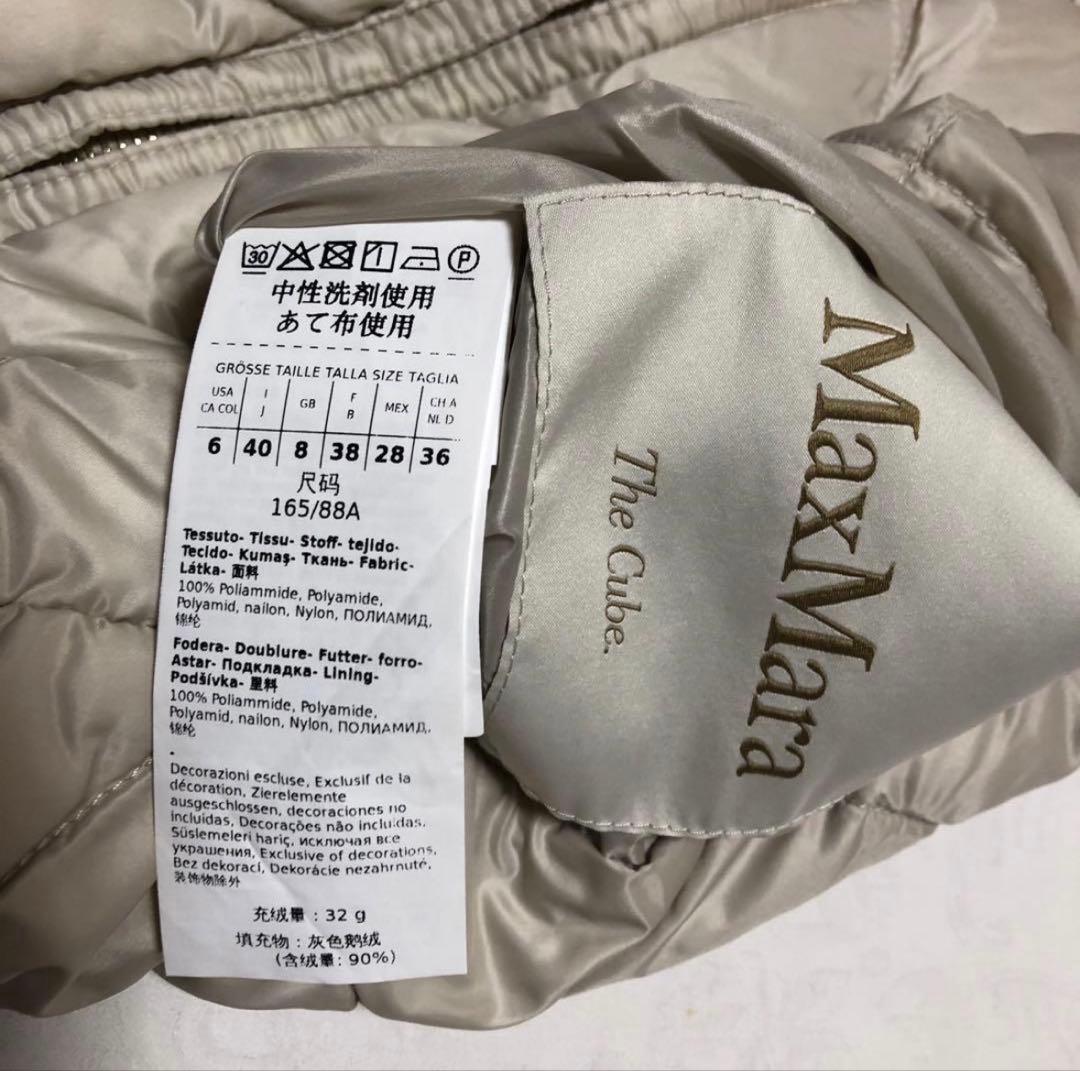 30
P
中性洗剤使用
あて布使用
GRÖSSE TAILLE TALLA SIZE TAGLIA
USA I GB F MEX CH A
CA COL J B NL D
6 40 8 38 28 36
尺码
165/88A
Tessuto- Tissu- Stoff- tejido-
Tecido- Kumaş- Ткань- Fabric-
Látka- 面料
100% Poliammide, Polyamide,
Polyamid, nailon, Nylon, ПОЛИАМИД,
锦纶
Fodera- Doublure- Futter- forro-
Astar- Подкладка- Lining-
Podšívka- 里料
100% Poliammide, Polyamide,
Polyamid, nailon, Nylon, ПОЛИАМИД,
锦纶
Decorazioni escluse, Exclusif de la
décoration, Zierelemente
ausgeschlossen, decoraciones no
incluidas, Decorações não incluidas,
Süslemeleri hariç, исключая все
украшения, Exclusive of decorations,
Bez dekorací, Dekorácie nezahrnuté,
装饰物除外
充绒量 : 32 g
填充物 : 灰色鹅绒
(含绒量: 90%)
MaxMara
The Cube.